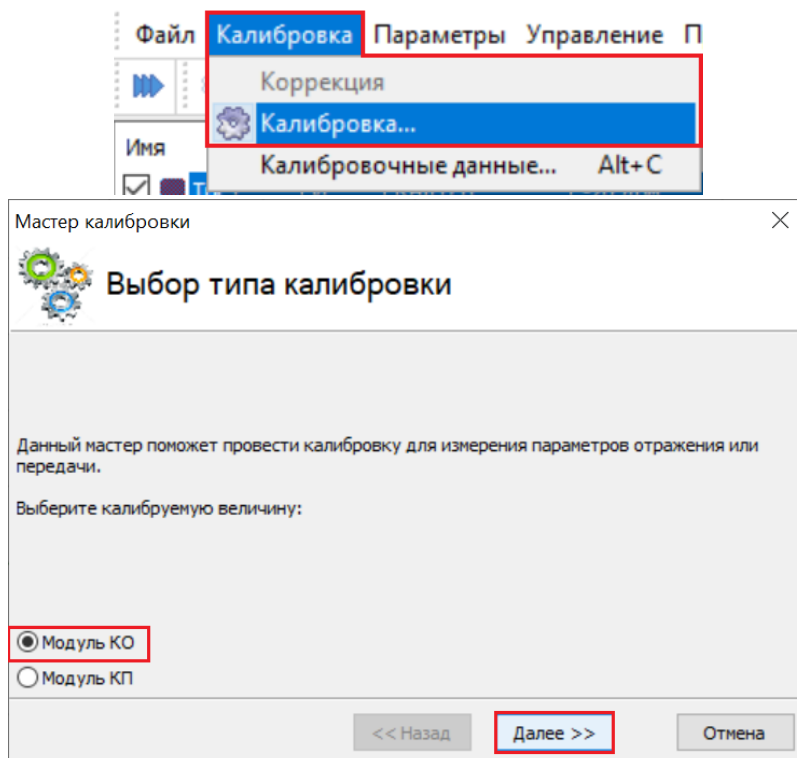 Файл Калибровка Параметры Управление П
Коррекция
Калибровка...
Имя
Калибровочные данные... Alt+C
Мастер калибровки
Выбор типа калибровки
Данный мастер поможет провести калибровку для измерения параметров отражения или
передачи.
Выберите калибруемую величину:
Модуль КО
Модуль КП
<< Назад Далее >> Отмена